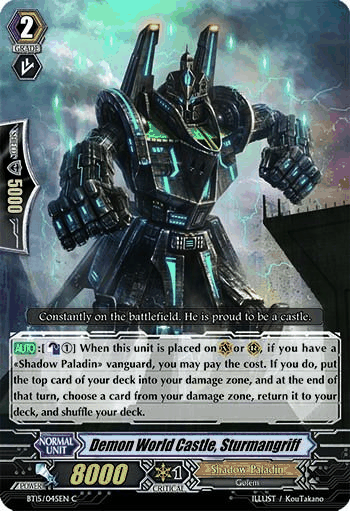 2
GRADE
SHIELD
5000
Constantly on the battlefield. He is proud to be a castle.
AUTO :[ ①] When this unit is placed on V or R, if you have a
«Shadow Paladin» vanguard, you may pay the cost. If you do, put
the top card of your deck into your damage zone, and at the end of
that turn, choose a card from your damage zone, return it to your
deck, and shuffle your deck.
NORMAL UNIT Demon World Castle, Sturmangriff
POWER 8000 1 CRITICAL Shadow Paladin
Golem
BT15/045EN C ILLUST / KouTakano